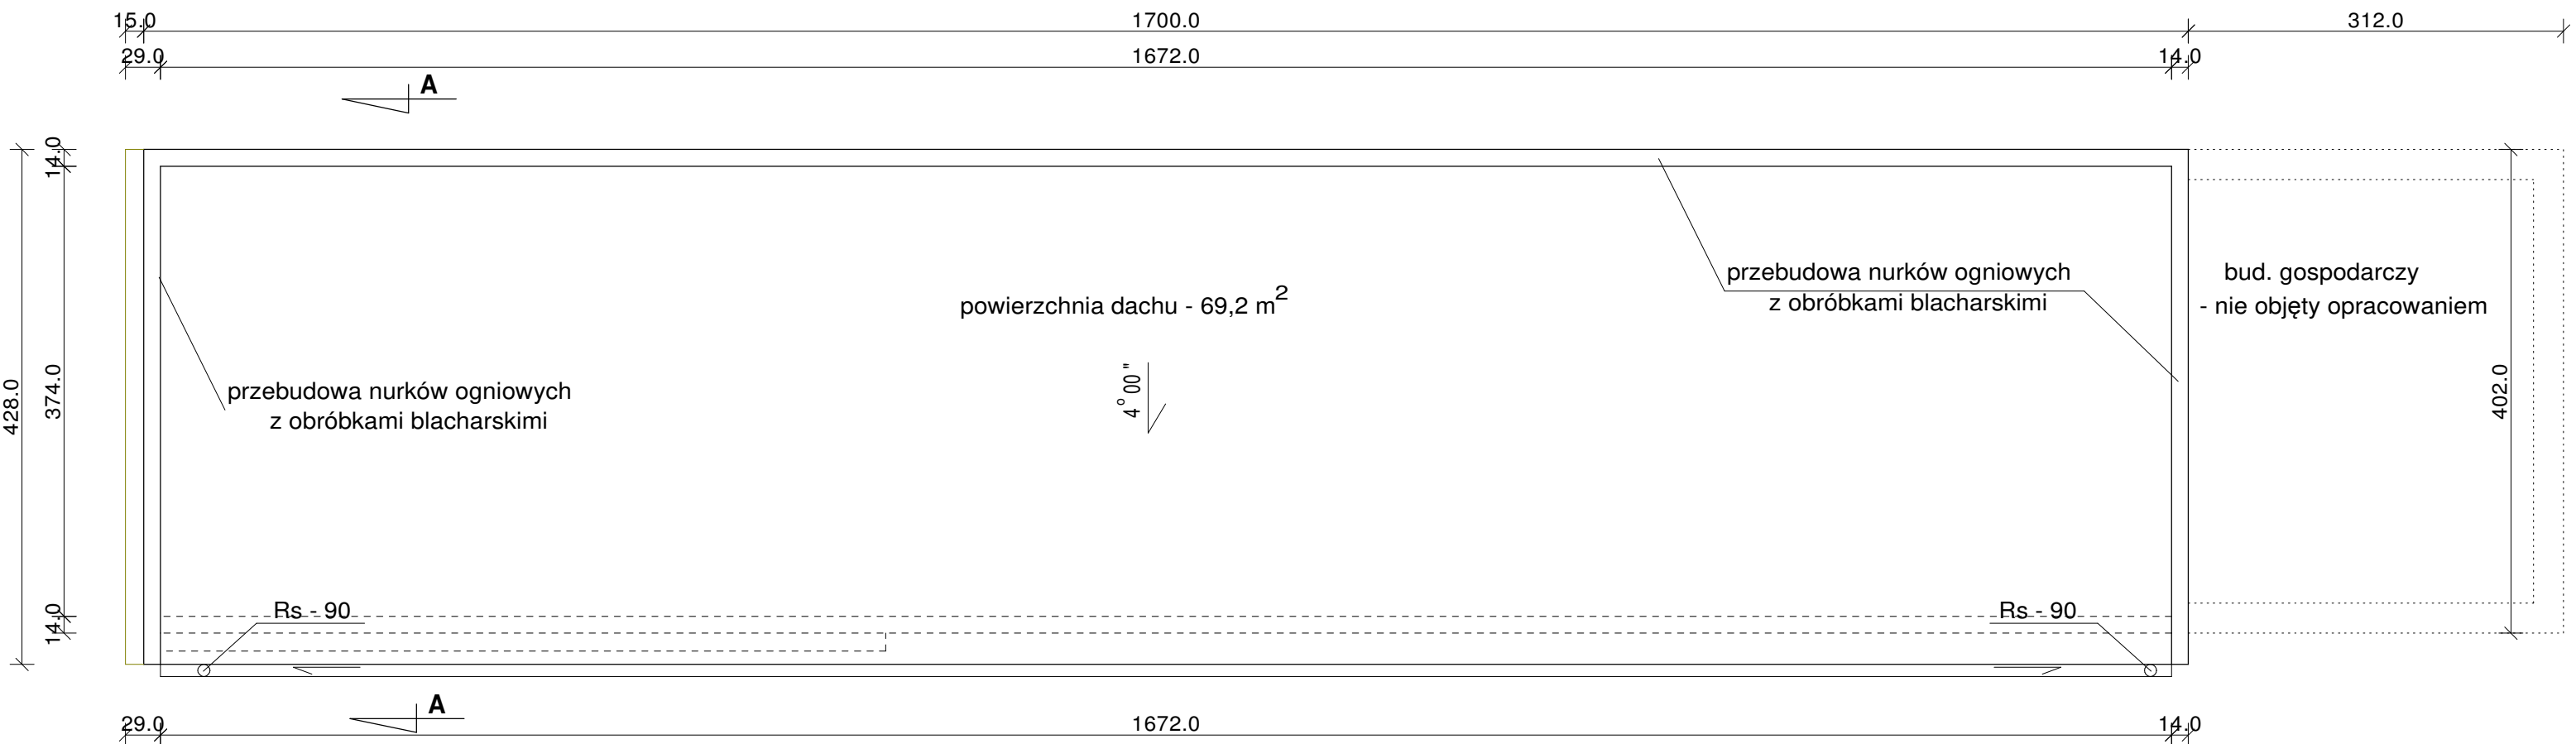 15.0 1700.0 312.0
29.0 1672.0 14.0
A
14.0
428.0
374.0
14.0
przebudowa nurków ogniowych
z obróbkami blacharskimi
powierzchnia dachu - 69,2 m²
4° 00"
przebudowa nurków ogniowych
z obróbkami blacharskimi
bud. gospodarczy
- nie objęty opracowaniem
402.0
Rs - 90
Rs - 90
A
29.0 1672.0 14.0